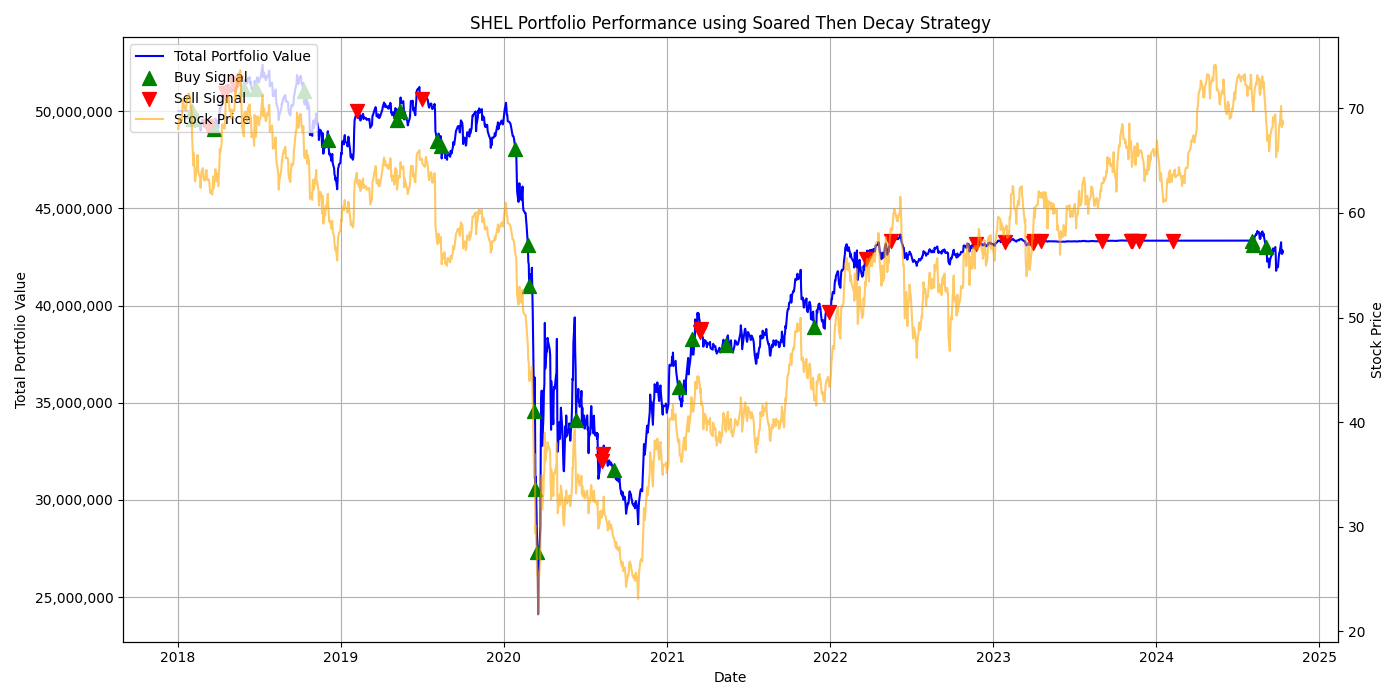 SHEL Portfolio Performance using Soared Then Decay Strategy
Total Portfolio Value
Buy Signal
Sell Signal
Stock Price
50,000,000
45,000,000
40,000,000
35,000,000
30,000,000
25,000,000
Total Portfolio Value
70
60
50
40
30
20
Stock Price
2018
2019
2020
2021
2022
2023
2024
2025
Date